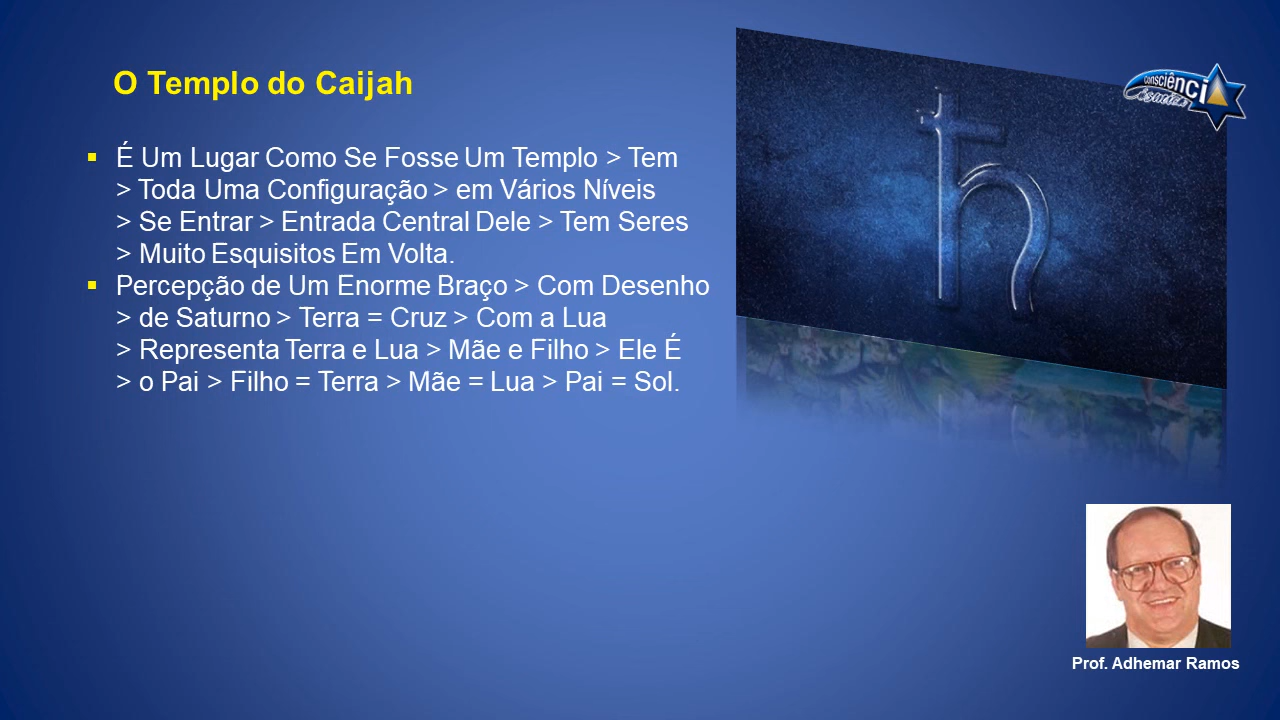 O Templo do Caijah
É Um Lugar Como Se Fosse Um Templo > Tem
> Toda Uma Configuração > em Vários Níveis
> Se Entrar > Entrada Central Dele > Tem Seres
> Muito Esquisitos Em Volta.
Percepção de Um Enorme Braço > Com Desenho
> de Saturno > Terra = Cruz > Com a Lua
> Representa Terra e Lua > Mãe e Filho > Ele É
> o Pai > Filho = Terra > Mãe = Lua > Pai = Sol.
consciênciA
Prof. Adhemar Ramos